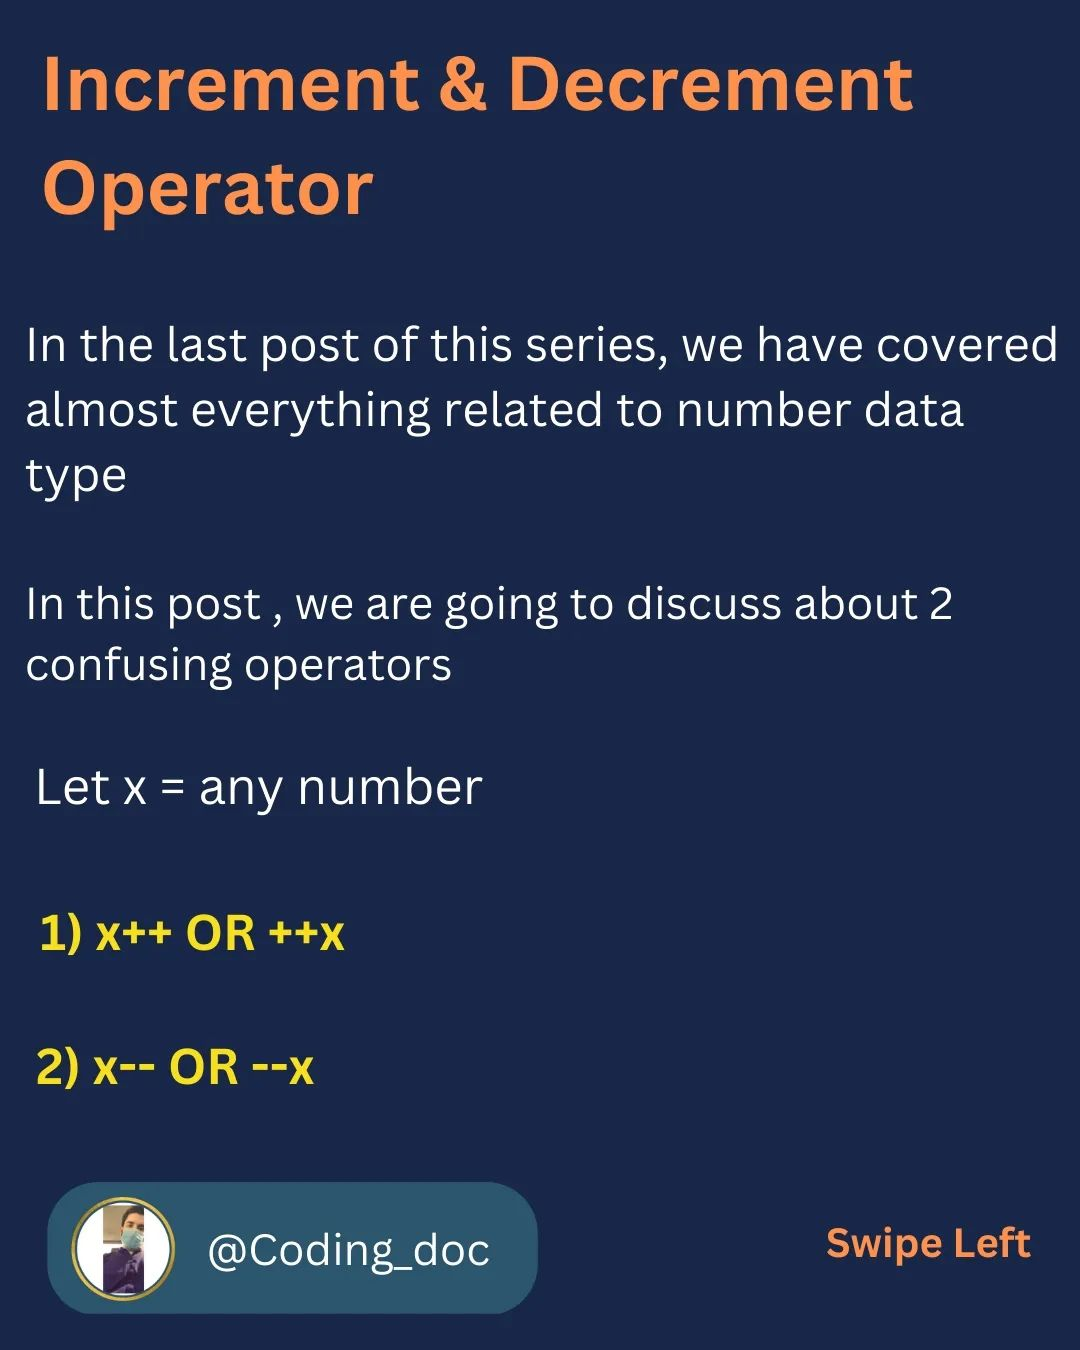 Increment & Decrement
Operator
In the last post of this series, we have covered
almost everything related to number data
type
In this post , we are going to discuss about 2
confusing operators
Let x = any number
1) x++ OR ++x
2) x-- OR --x
@Coding_doc
Swipe Left